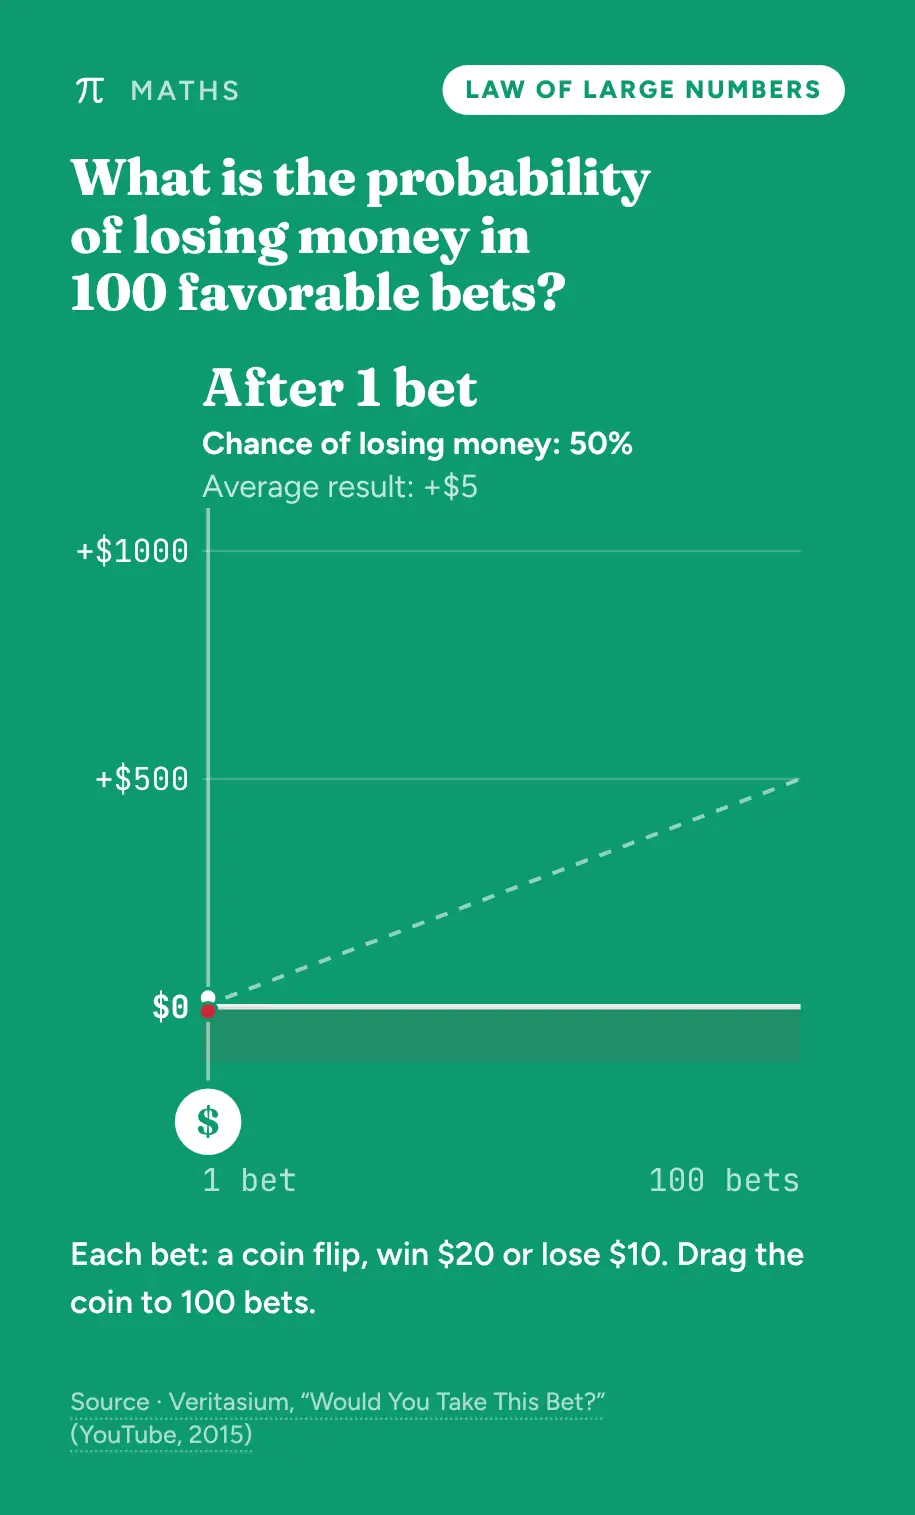 π MATHS
LAW OF LARGE NUMBERS
What is the probability
of losing money in
100 favorable bets?
After 1 bet
Chance of losing money: 50%
Average result: +$5
+$1000
+$500
$0
$
1 bet
100 bets
Each bet: a coin flip, win $20 or lose $10. Drag the
coin to 100 bets.
Source · Veritasium, “Would You Take This Bet?”
(YouTube, 2015)